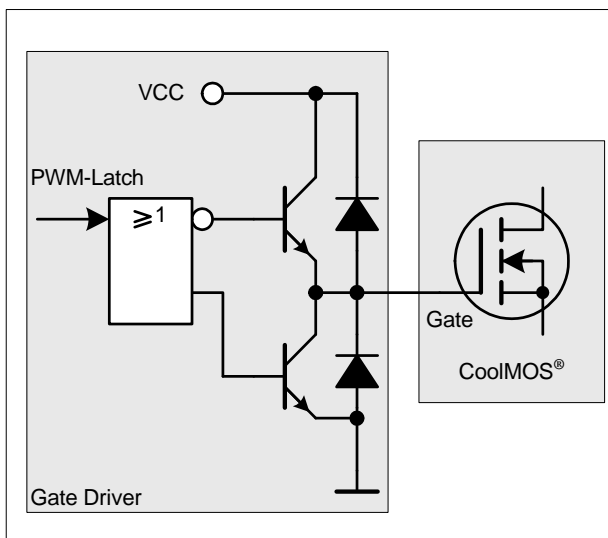 VCC
PWM-Latch
≥1
Gate
CoolMOS®
Gate Driver